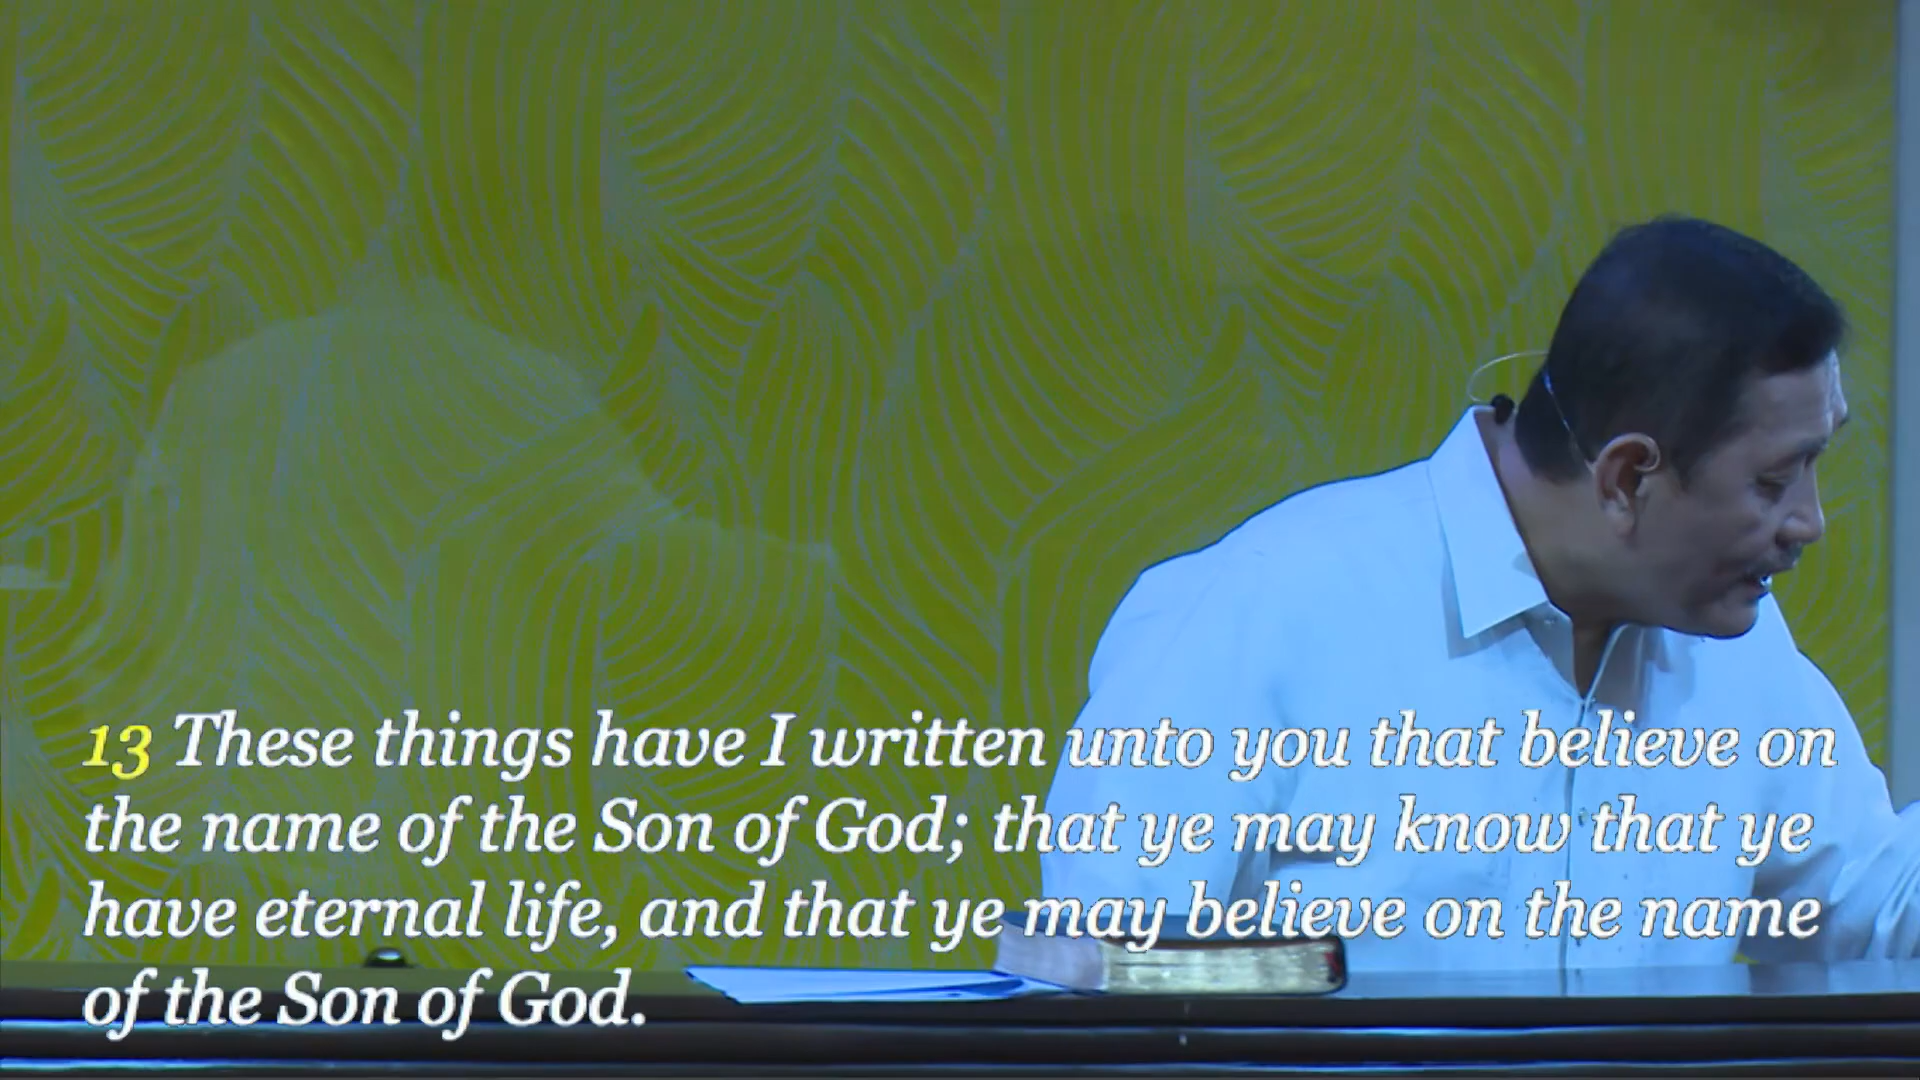 13 These things have I written unto you that believe on
the name of the Son of God; that ye may know that ye
have eternal life, and that ye may believe on the name
of the Son of God.